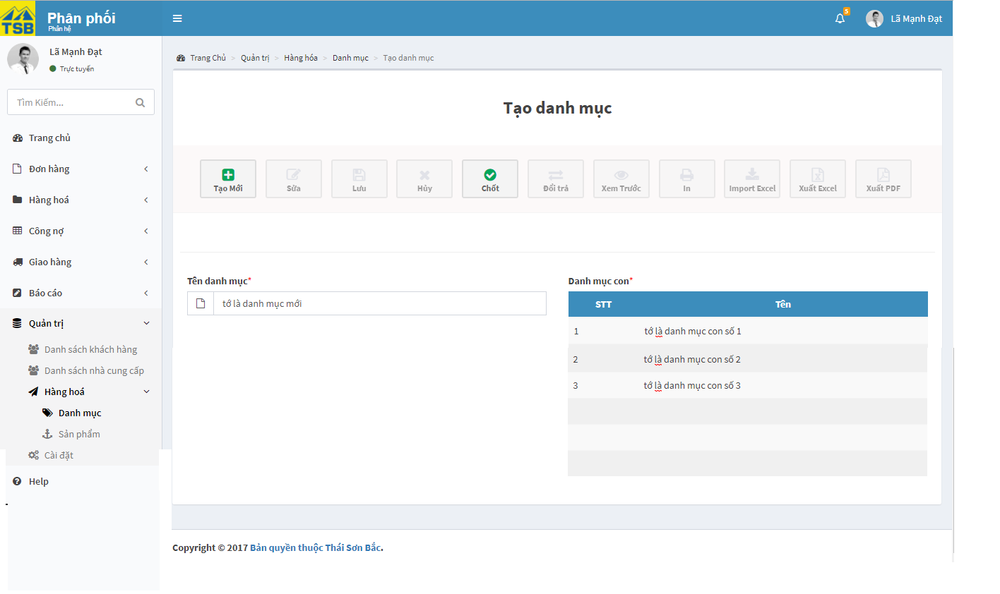 TSB
Phân phối
Phân hệ
5
Lã Mạnh Đạt
Lã Mạnh Đạt
Trực tuyến
Tìm Kiếm...
Trang chủ
Đơn hàng
Hàng hoá
Công nợ
Giao hàng
Báo cáo
Quản trị
Danh sách khách hàng
Danh sách nhà cung cấp
Hàng hoá
Danh mục
Sản phẩm
Cài đặt
Help
Trang Chủ > Quản trị > Hàng hóa > Danh mục > Tạo danh mục
Tạo danh mục
Tạo Mới Sửa Lưu Hủy Chốt Đổi trả Xem Trước In Import Excel Xuất Excel Xuất PDF
Tên danh mục*
tớ là danh mục mới
Danh mục con*
STT Tên
1 tớ là danh mục con số 1
2 tớ là danh mục con số 2
3 tớ là danh mục con số 3
Copyright © 2017 Bản quyền thuộc Thái Sơn Bắc.